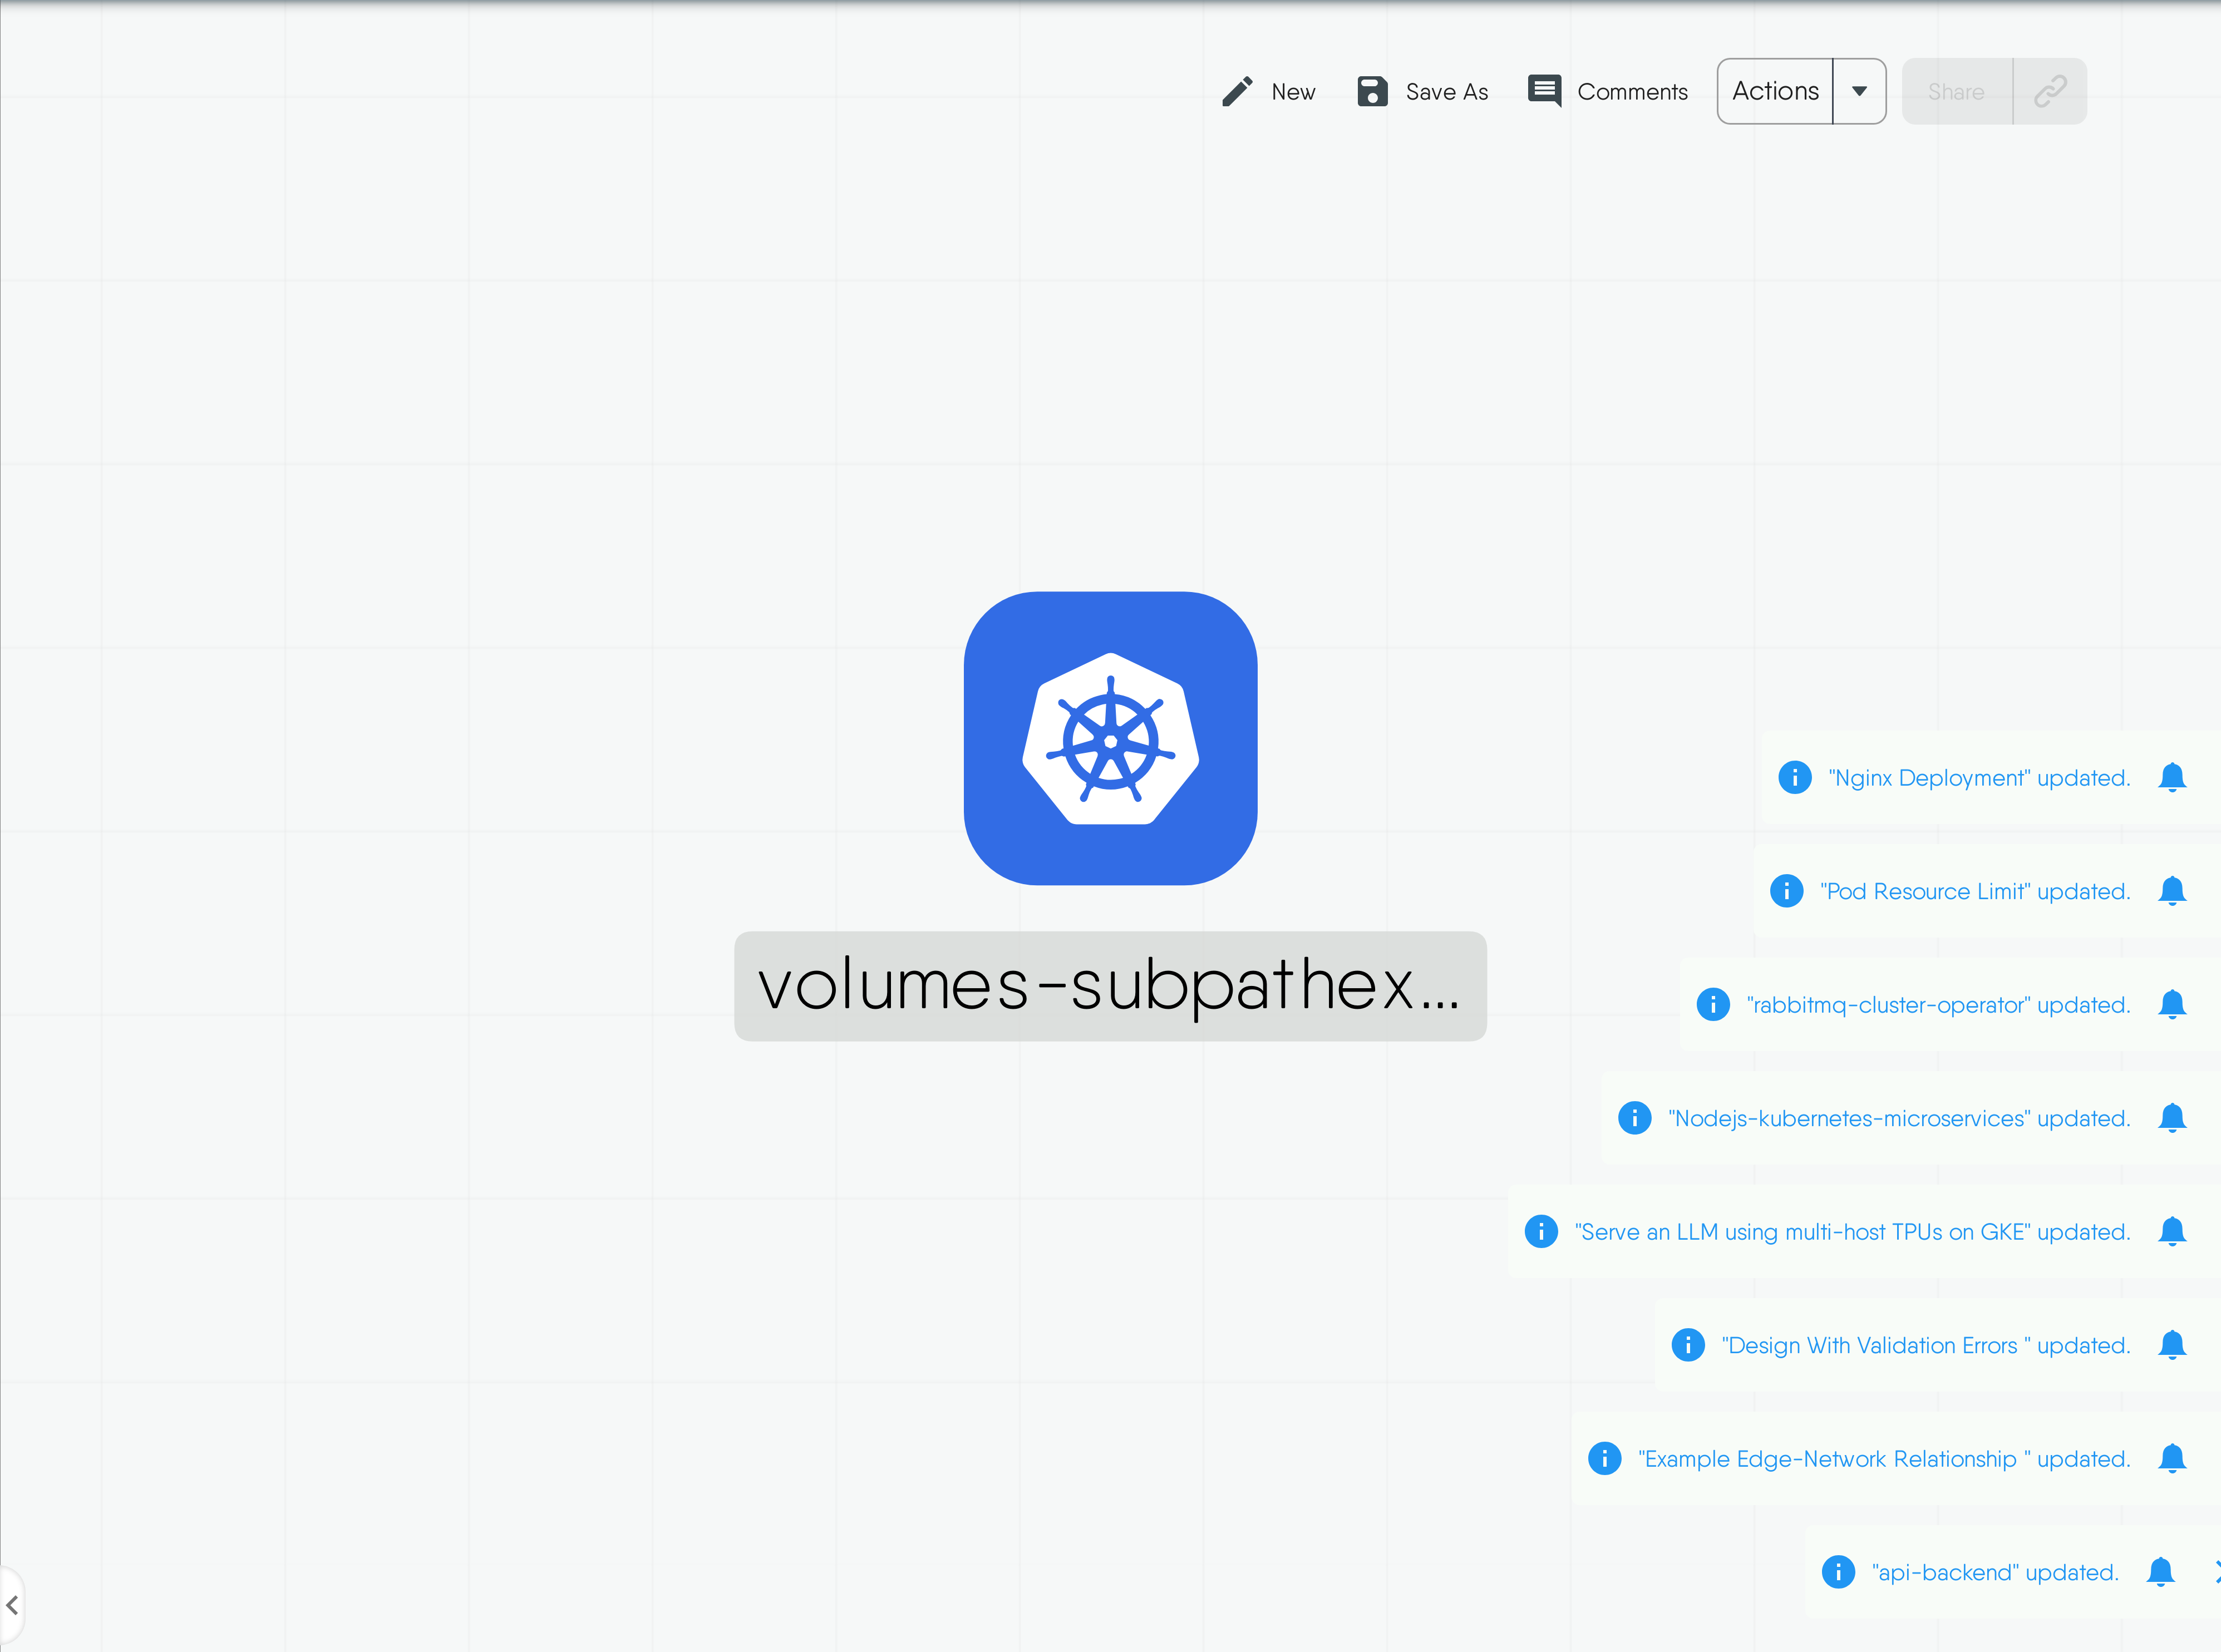 New
Save As
Comments
Actions
Share
volumes-subpathex...
"Nginx Deployment" updated.
"Pod Resource Limit" updated.
"rabbitmq-cluster-operator" updated.
"Nodejs-kubernetes-microservices" updated.
"Serve an LLM using multi-host TPUs on GKE" updated.
"Design With Validation Errors " updated.
"Example Edge-Network Relationship " updated.
"api-backend" updated.